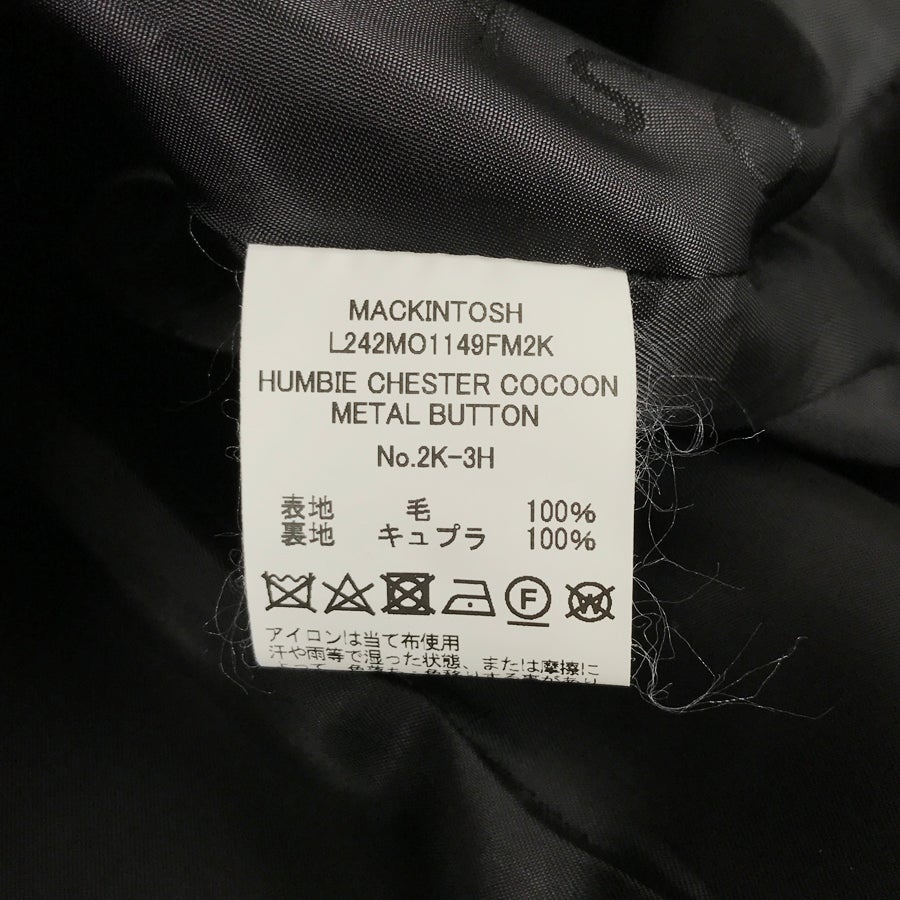 S
MACKINTOSH
L242MO1149FM2K
HUMBIE CHESTER COCOON
METAL BUTTON
No.2K-3H
表地 毛 100%
裏地 キュプラ 100%
F W
アイロンは当て布使用
汗や雨等で湿った状態、または摩擦に